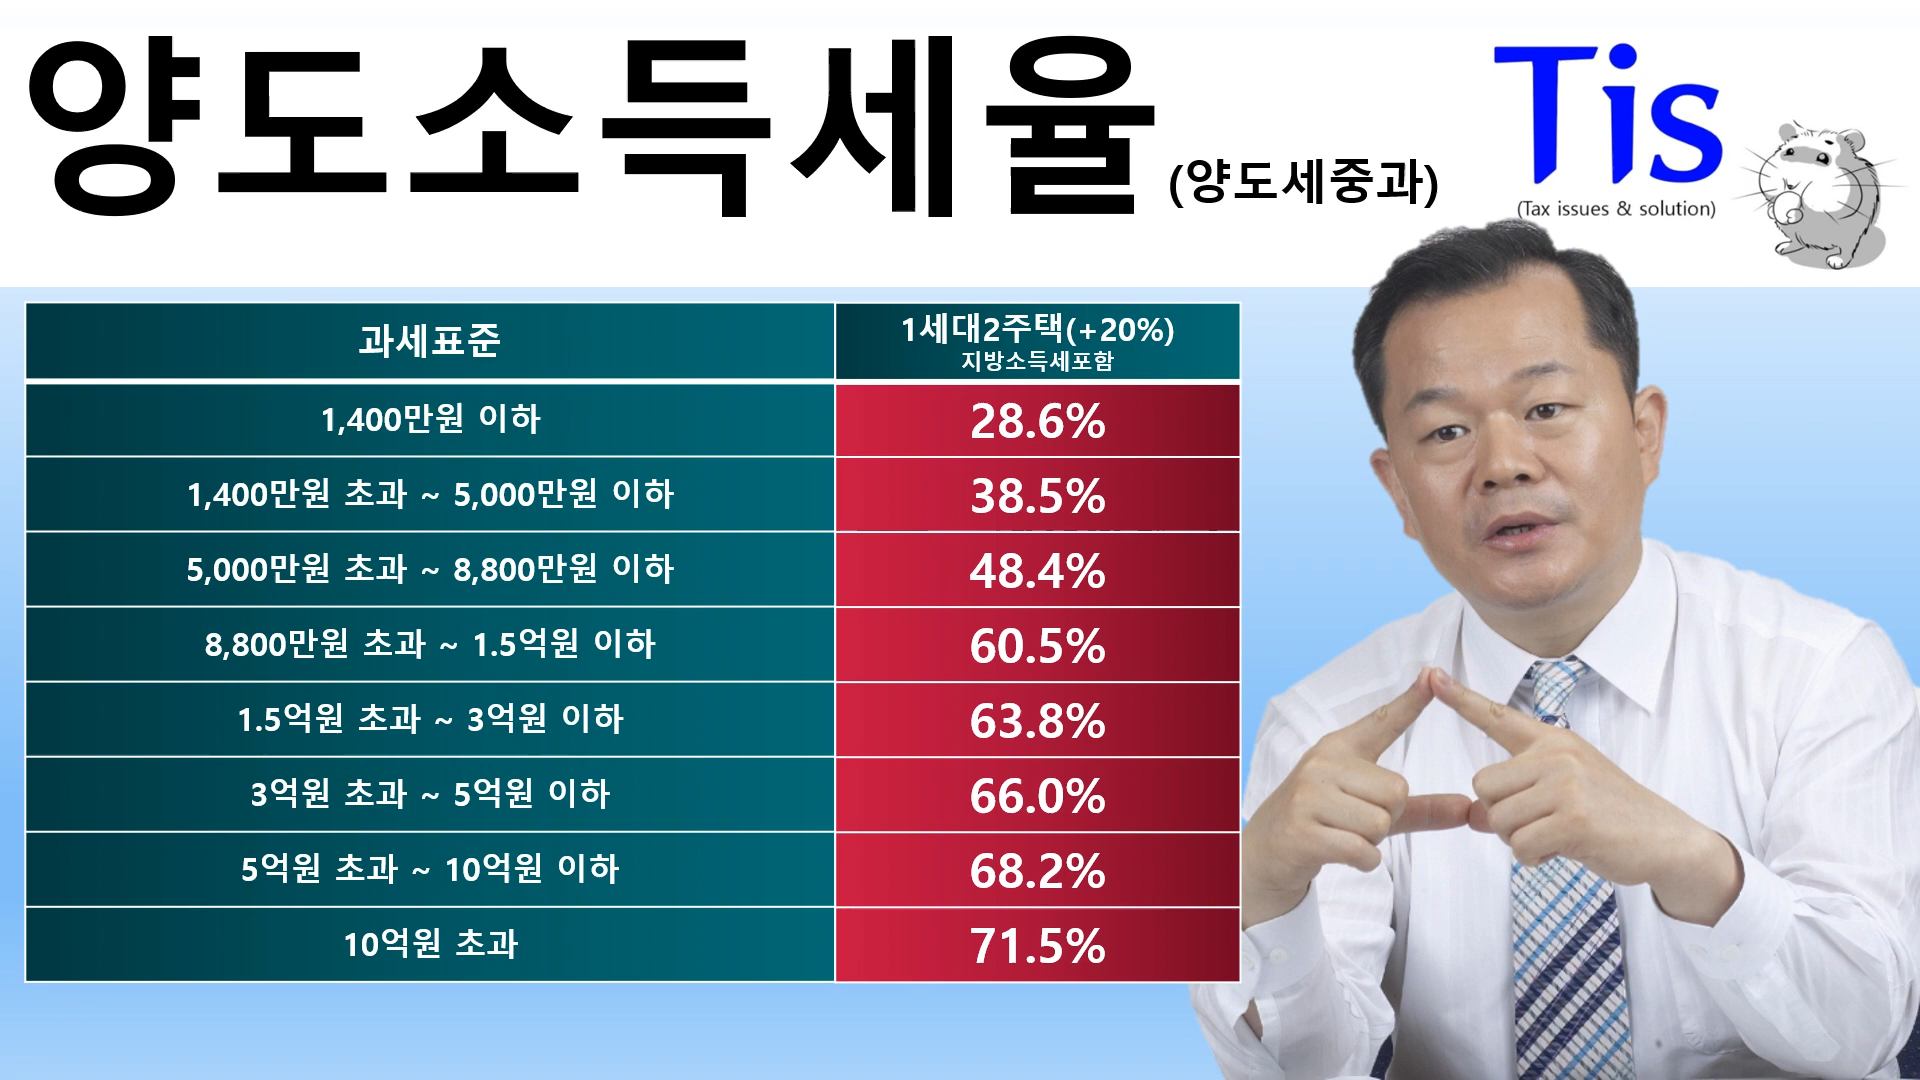 양도소득세율 (양도세중과)
Tis
(Tax issues & solution)
과세표준
1세대2주택(+20%)
지방소득세포함
1,400만원 이하
28.6%
1,400만원 초과 ~ 5,000만원 이하
38.5%
5,000만원 초과 ~ 8,800만원 이하
48.4%
8,800만원 초과 ~ 1.5억원 이하
60.5%
1.5억원 초과 ~ 3억원 이하
63.8%
3억원 초과 ~ 5억원 이하
66.0%
5억원 초과 ~ 10억원 이하
68.2%
10억원 초과
71.5%